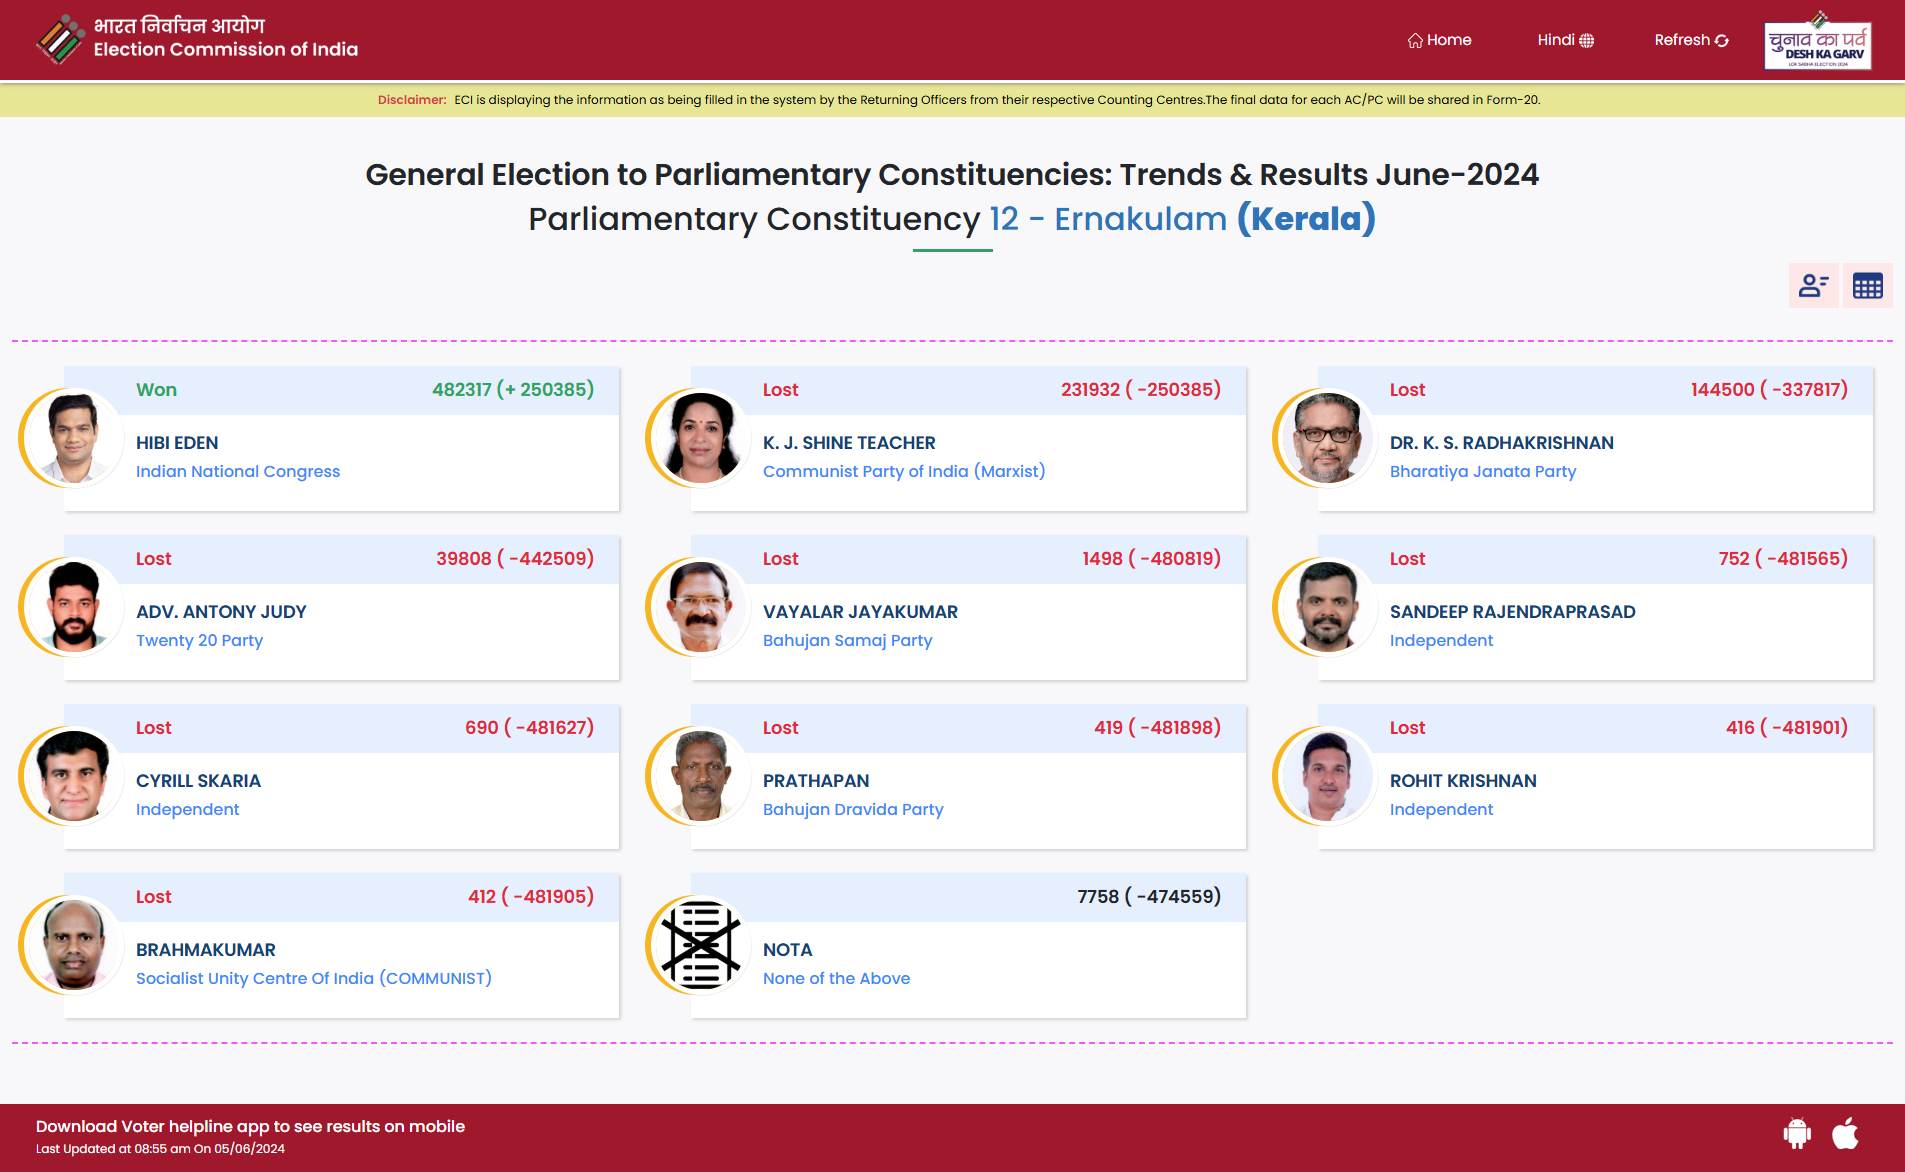 भारत निर्वाचन आयोग
Election Commission of India
Home
Hindi
Refresh
चुनाव का पर्व
DESH KA GARV
LOK SABHA ELECTION 2024
Disclaimer: ECI is displaying the information as being filled in the system by the Returning Officers from their respective Counting Centres.The final data for each AC/PC will be shared in Form-20.
General Election to Parliamentary Constituencies: Trends & Results June-2024
Parliamentary Constituency 12 - Ernakulam (Kerala)
Won 482317 (+ 250385)
HIBI EDEN
Indian National Congress
Lost 231932 ( -250385)
K. J. SHINE TEACHER
Communist Party of India (Marxist)
Lost 144500 ( -337817)
DR. K. S. RADHAKRISHNAN
Bharatiya Janata Party
Lost 39808 ( -442509)
ADV. ANTONY JUDY
Twenty 20 Party
Lost 1498 ( -480819)
VAYALAR JAYAKUMAR
Bahujan Samaj Party
Lost 752 ( -481565)
SANDEEP RAJENDRAPRASAD
Independent
Lost 690 ( -481627)
CYRILL SKARIA
Independent
Lost 419 ( -481898)
PRATHAPAN
Bahujan Dravida Party
Lost 416 ( -481901)
ROHIT KRISHNAN
Independent
Lost 412 ( -481905)
BRAHMAKUMAR
Socialist Unity Centre Of India (COMMUNIST)
7758 ( -474559)
NOTA
None of the Above
Download Voter helpline app to see results on mobile
Last Updated at 08:55 am On 05/06/2024